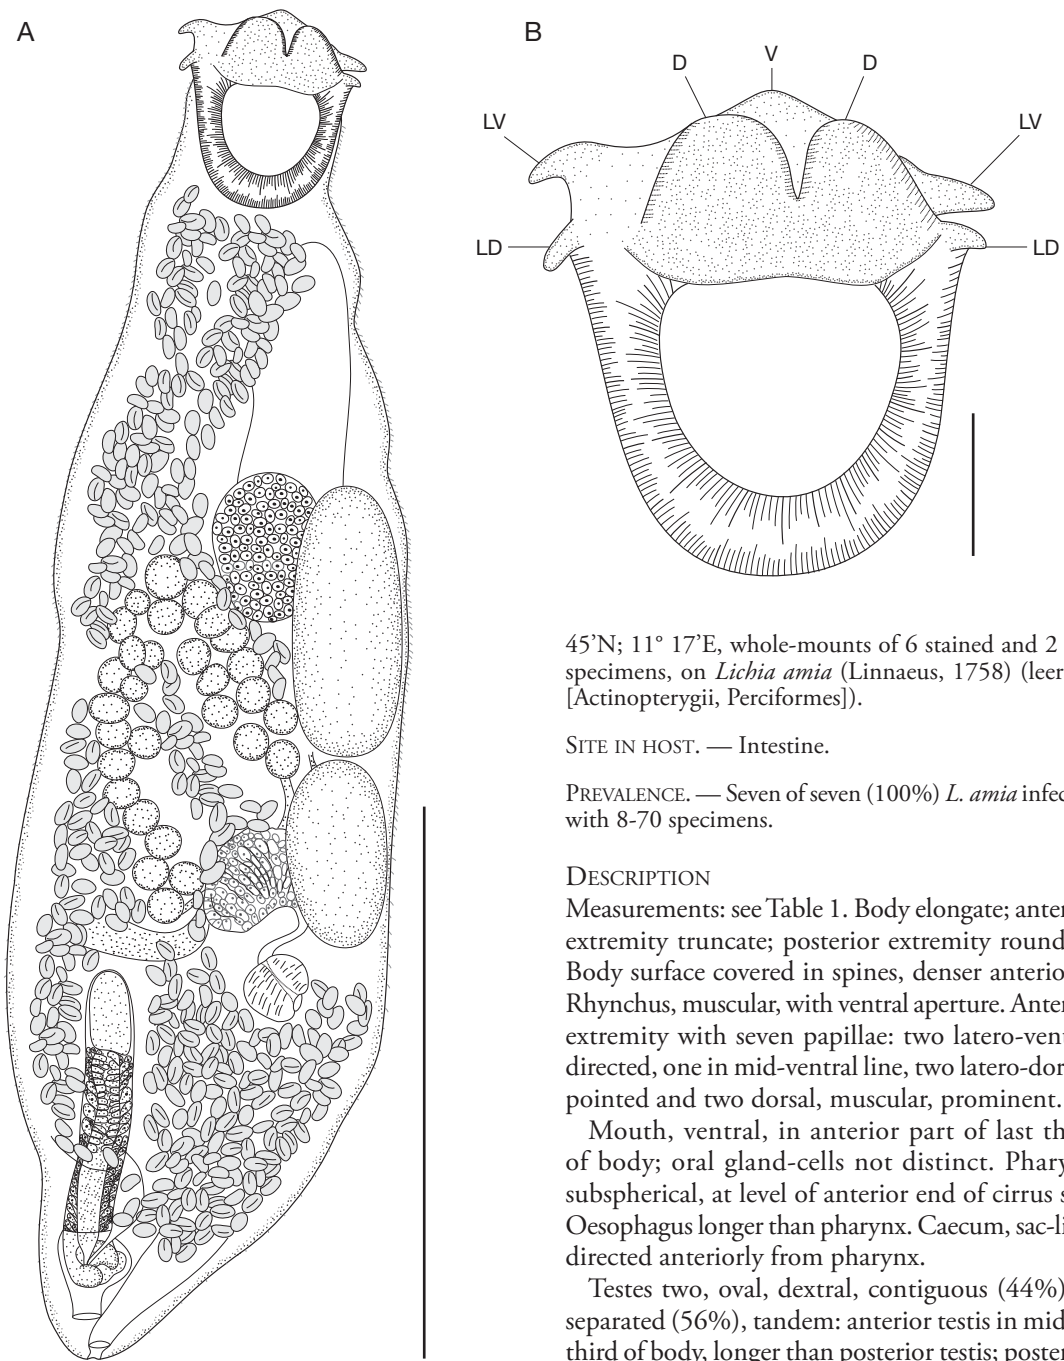 A
B
V
D
D
LV
LV
LD
LD
45’N; 11° 17’E, whole-mounts of 6 stained and 2
specimens, on Lichia amia (Linnaeus, 1758) (leer
[Actinopterygii, Perciformes]).
SITE IN HOST. — Intestine.
PREVALENCE. — Seven of seven (100%) L. amia infec
with 8-70 specimens.
DESCRIPTION
Measurements: see Table 1. Body elongate; anter
extremity truncate; posterior extremity round
Body surface covered in spines, denser anterio
Rhynchus, muscular, with ventral aperture. Anter
extremity with seven papillae: two latero-vent
directed, one in mid-ventral line, two latero-dor
pointed and two dorsal, muscular, prominent.
Mouth, ventral, in anterior part of last th
of body; oral gland-cells not distinct. Phary
subspherical, at level of anterior end of cirrus s
Oesophagus longer than pharynx. Caecum, sac-li
directed anteriorly from pharynx.
Testes two, oval, dextral, contiguous (44%)
separated (56%), tandem: anterior testis in mid
third of body, longer than posterior testis; poster